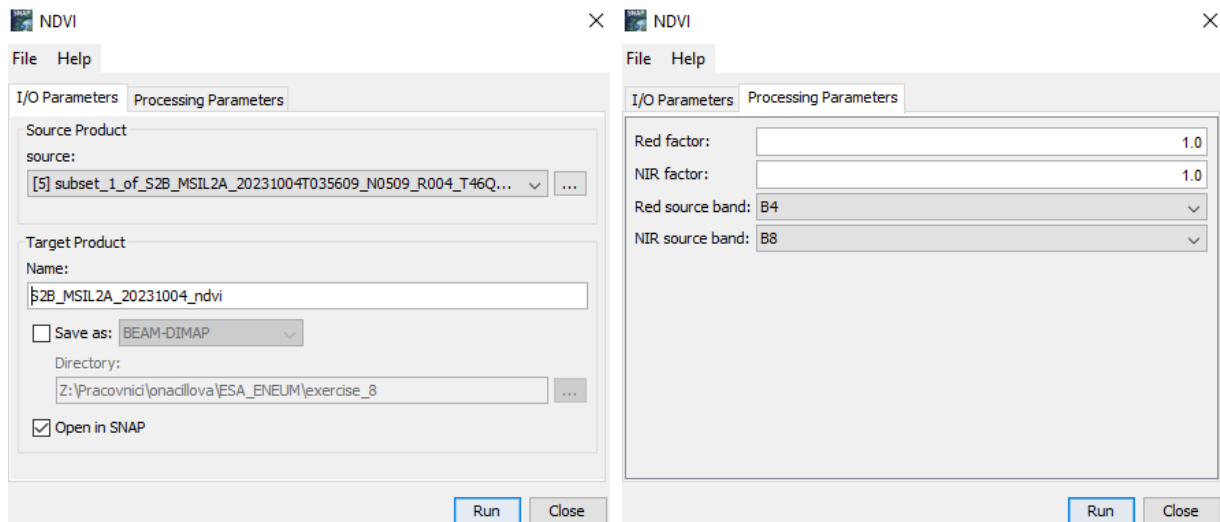 SNAP NDVI
File Help
I/O Parameters Processing Parameters
Source Product
source:
[5] subset_1_of_S2B_MSIL2A_20231004T035609_N0509_R004_T46Q... ...
Target Product
Name:
S2B_MSIL2A_20231004_ndvi
Save as: BEAM-DIMAP
Directory:
Z:\Pracovnici\onacillova\ESA_ENEUM\exercise_8 ...
Open in SNAP
Run Close
SNAP NDVI
File Help
I/O Parameters Processing Parameters
Red factor: 1.0
NIR factor: 1.0
Red source band: B4
NIR source band: B8
Run Close